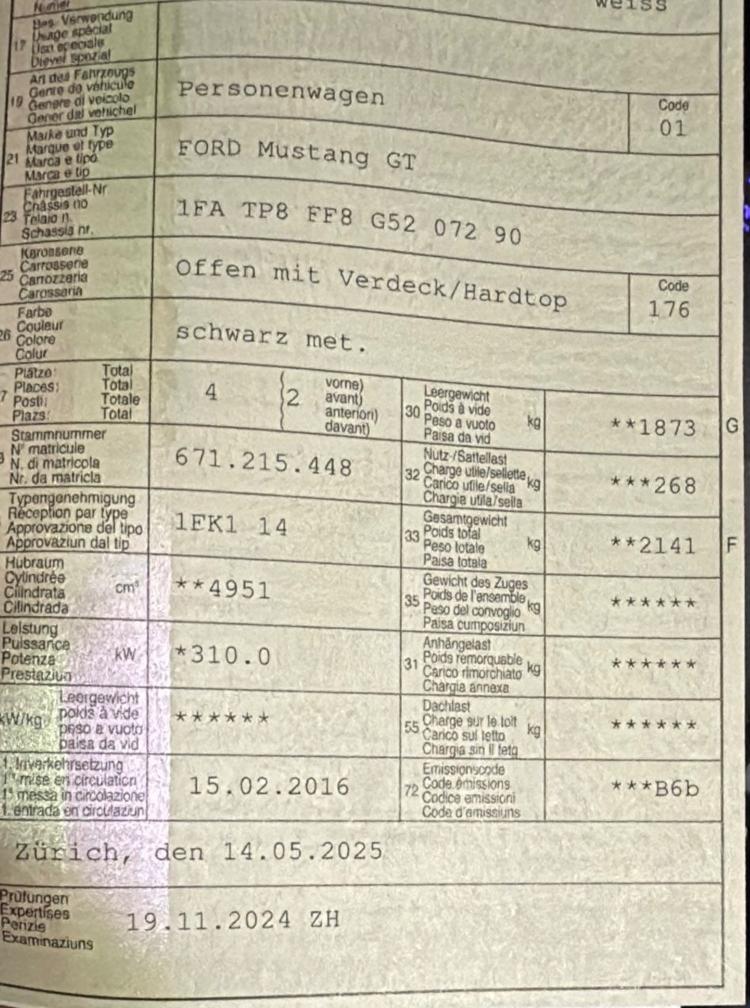 weiss
Bes. Verwendung
Usage spécial
17 Uso speciale
Diever spezial
Art des Fahrzeugs
Genre de véhicule
19 Genere di veicolo
Gener dal vehichel
Personenwagen
Code
01
Marke und Typ
Marque et type
21 Marca e tipo
Marca e tip
FORD Mustang GT
Fahrgestell-Nr
Châssis no
23 Telaio n.
Schassis nr.
1FA TP8 FF8 G52 072 90
Karosserie
Carrosserie
25 Carrozzeria
Carossaria
Offen mit Verdeck/Hardtop
Code
176
Farbe
26 Couleur
Colore
Colur
schwarz met.
Plätze: Total
7 Places: Total
Posti: Totale
Plazs: Total
4
2
vorne)
avant)
anteriori)
davant)
Leergewicht
30 Poids à vide kg
Peso a vuoto
Paisa da vid
**1873
G
Stammnummer
N° matricule
N. di matricola
Nr. da matricla
671.215.448
Nutz-/Sattellast
32 Charge utile/sellette kg
Carico utile/sella
Chargia utila/sella
***268
Typengenehmigung
Réception par type
Approvazione del tipo
Approvaziun dal tip
1FK1 14
Gesamtgewicht
33 Poids total kg
Peso totale
Paisa totala
**2141
F
Hubraum
Cylindrée
Cilindrata cm³
Cilindrada
**4951
Gewicht des Zuges
35 Poids de l'ensemble kg
Peso del convoglio
Paisa cumposiziun
******
Leistung
Puissance
Potenza kW
Prestaziun
*310.0
Anhängelast
31 Poids remorquable kg
Carico rimorchiato
Chargia annexa
******
Leergewicht
kW/kg poids à vide
peso a vuoto
paisa da vid
******
Dachlast
55 Charge sur le toit kg
Carico sul tetto
Chargia sin il tetg
******
1. Inverkehrsetzung
1re mise en circulation
1a messa in circolazione
1. entrada en circulaziun
15.02.2016
Emissionscode
72 Code émissions
Codice emissioni
Code d'emissiuns
***B6b
Zürich, den 14.05.2025
Prüfungen
Expertises
Perizie
Examinaziuns
19.11.2024 ZH